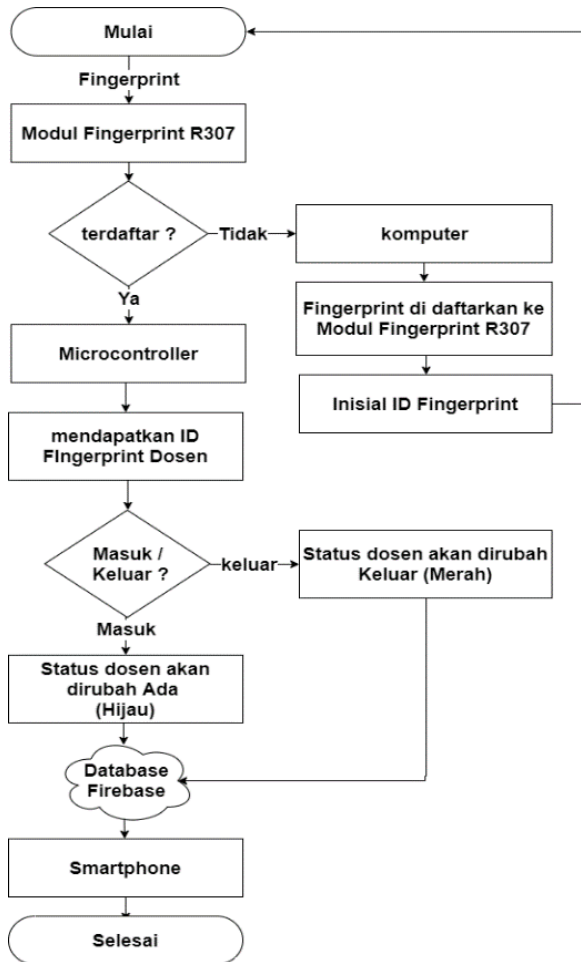 Mulai
Fingerprint
Modul Fingerprint R307
terdaftar ?
Tidak
komputer
Ya
Fingerprint di daftarkan ke
Modul Fingerprint R307
Microcontroller
Inisial ID Fingerprint
mendapatkan ID
FIngerprint Dosen
Masuk /
Keluar ?
keluar
Status dosen akan dirubah
Keluar (Merah)
Masuk
Status dosen akan
dirubah Ada
(Hijau)
Database
Firebase
Smartphone
Selesai